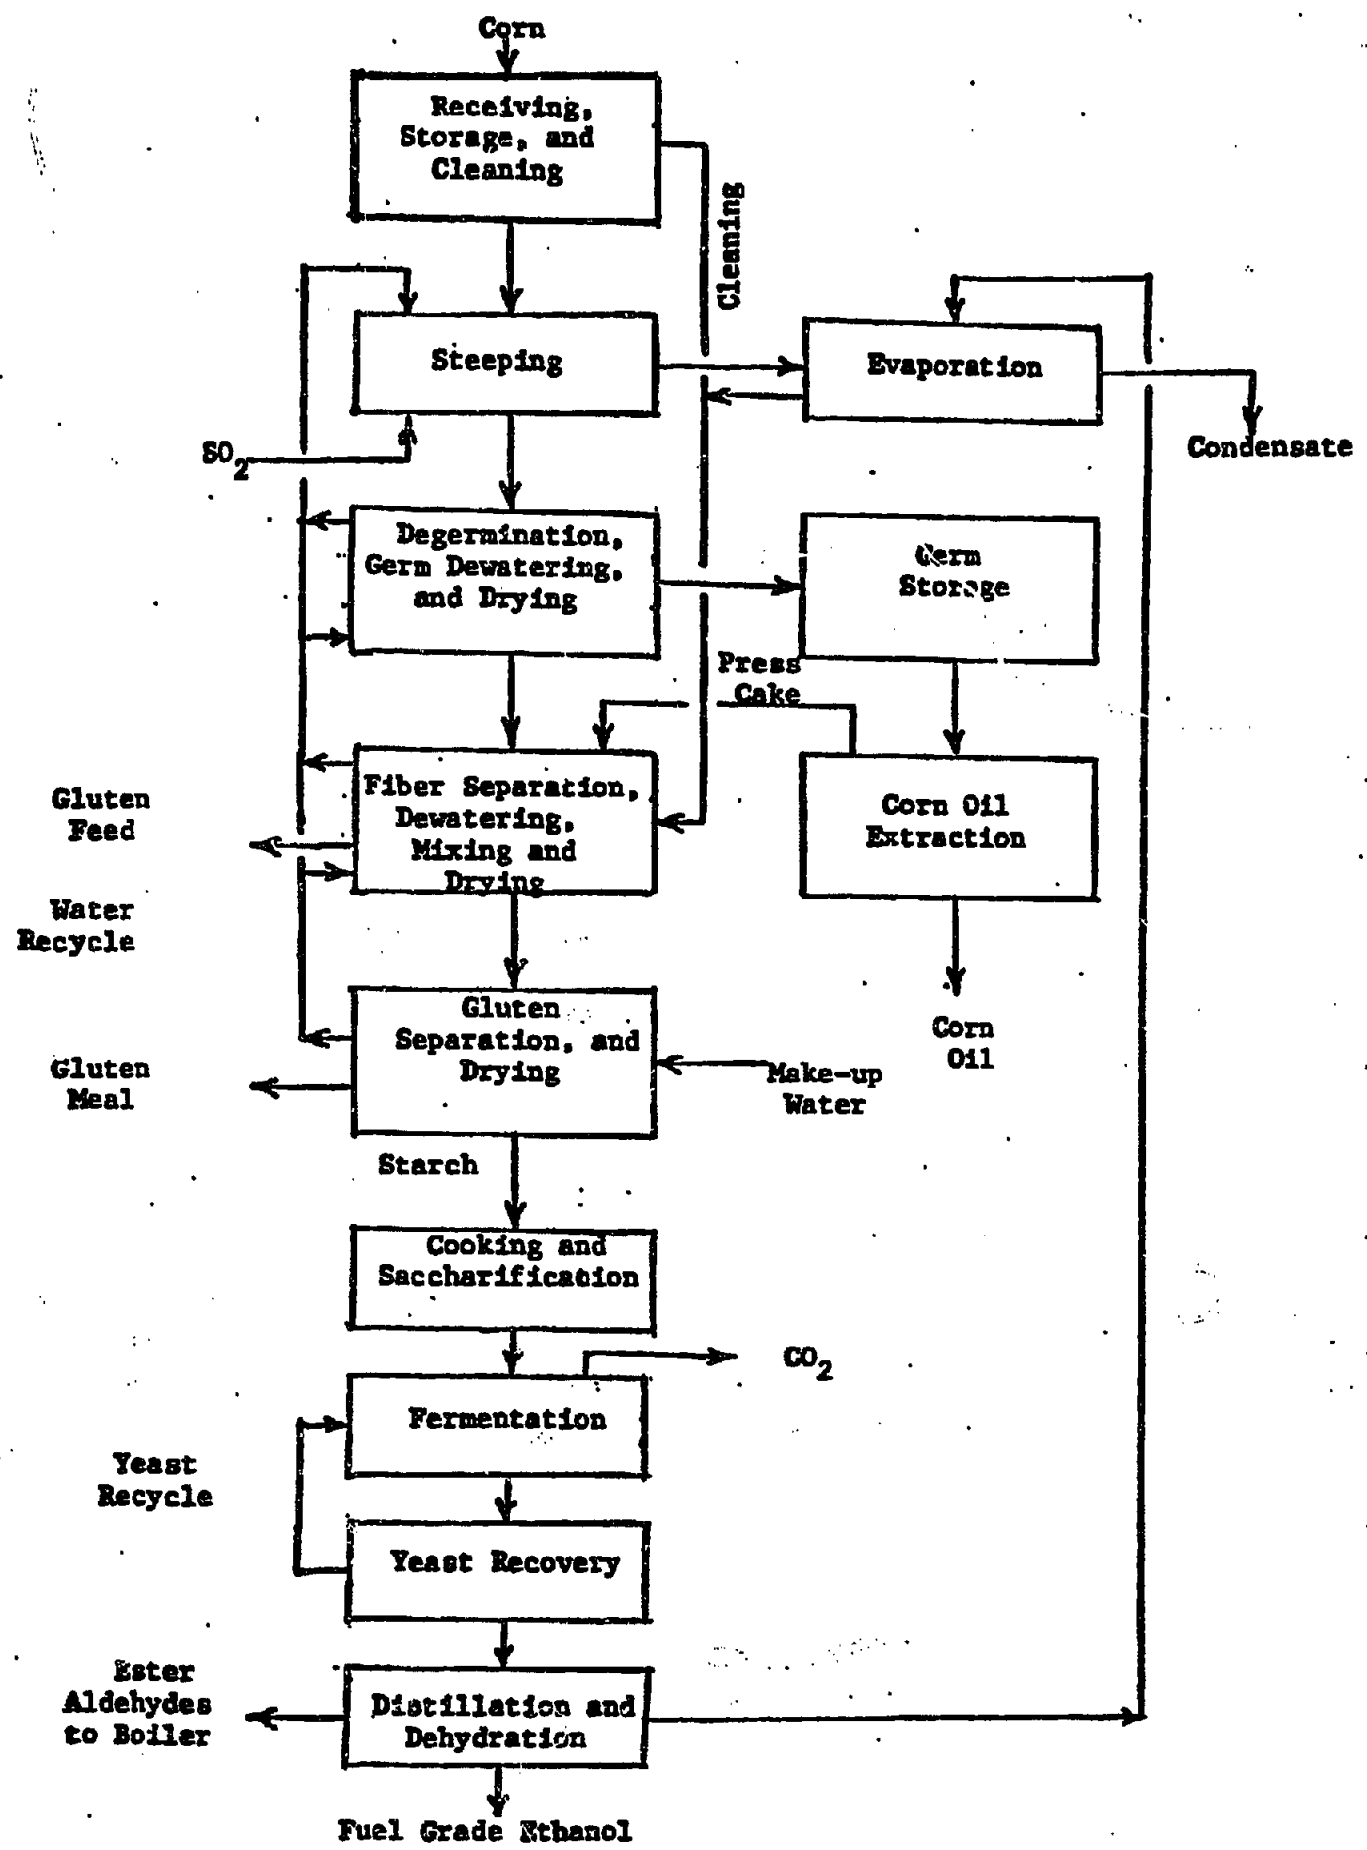 Corn
Receiving,
Storage, and
Cleaning
Cleaning
Steeping
Evaporation
SO2
Condensate
Degermination,
Germ Dewatering,
and Drying
Germ
Storage
Press
Cake
Fiber Separation,
Dewatering,
Mixing and
Drying
Gluten
Feed
Corn Oil
Extraction
Water
Recycle
Gluten
Separation, and
Drying
Corn
Oil
Gluten
Meal
Make-up
Water
Starch
Cooking and
Saccharification
CO2
Fermentation
Yeast
Recycle
Yeast Recovery
Ester
Aldehydes
to Boiler
Distillation and
Dehydration
Fuel Grade Ethanol